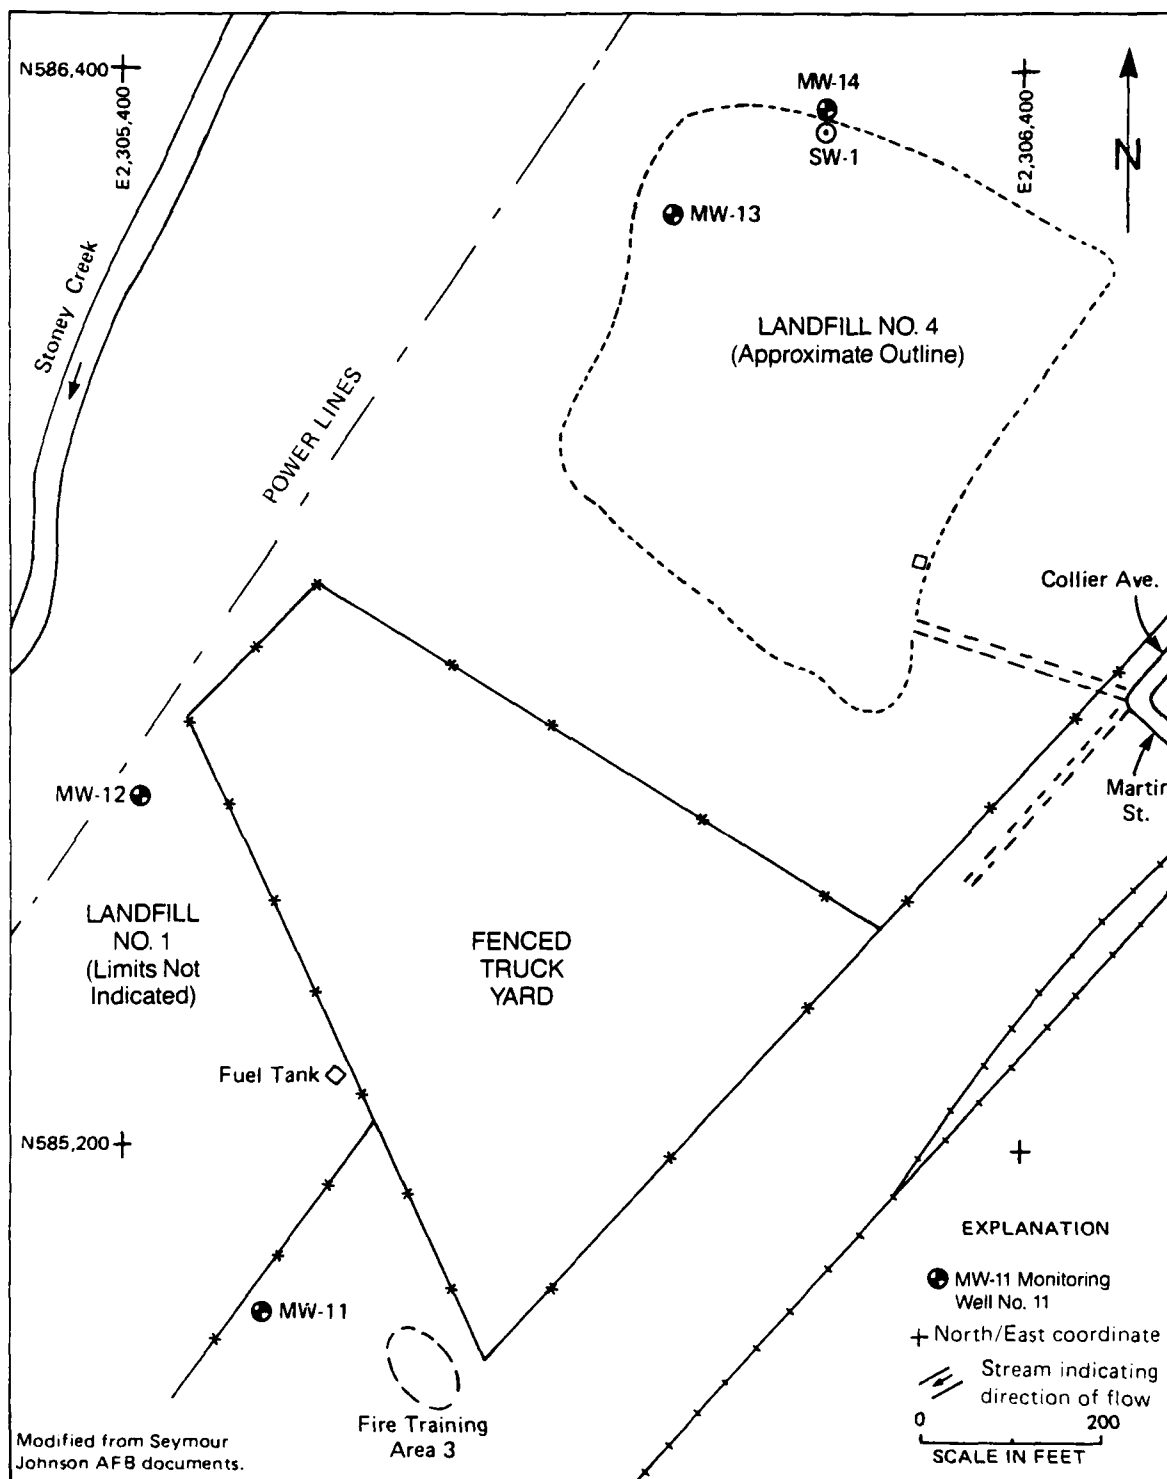 N586,400
E2,305,400
MW-14
SW-1
E2,306,400
N
MW-13
Stoney Creek
LANDFILL NO. 4
(Approximate Outline)
POWER LINES
Collier Ave.
MW-12
Martin
St.
LANDFILL
NO. 1
(Limits Not
Indicated)
FENCED
TRUCK
YARD
Fuel Tank
N585,200
EXPLANATION
MW-11 Monitoring
Well No. 11
North/East coordinate
Stream indicating
direction of flow
0 200
SCALE IN FEET
MW-11
Fire Training
Area 3
Modified from Seymour
Johnson AFB documents.